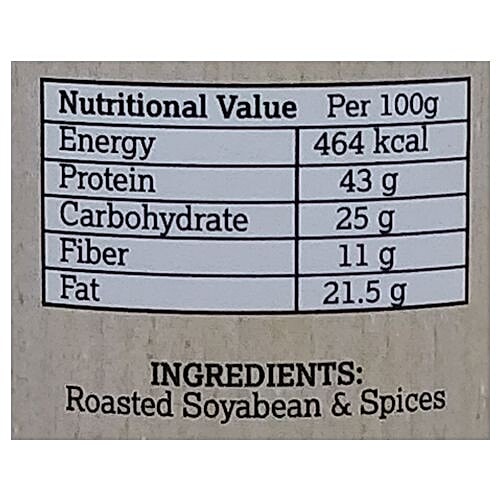 Nutritional Value Per 100g
Energy 464 kcal
Protein 43 g
Carbohydrate 25 g
Fiber 11 g
Fat 21.5 g
INGREDIENTS:
Roasted Soyabean & Spices